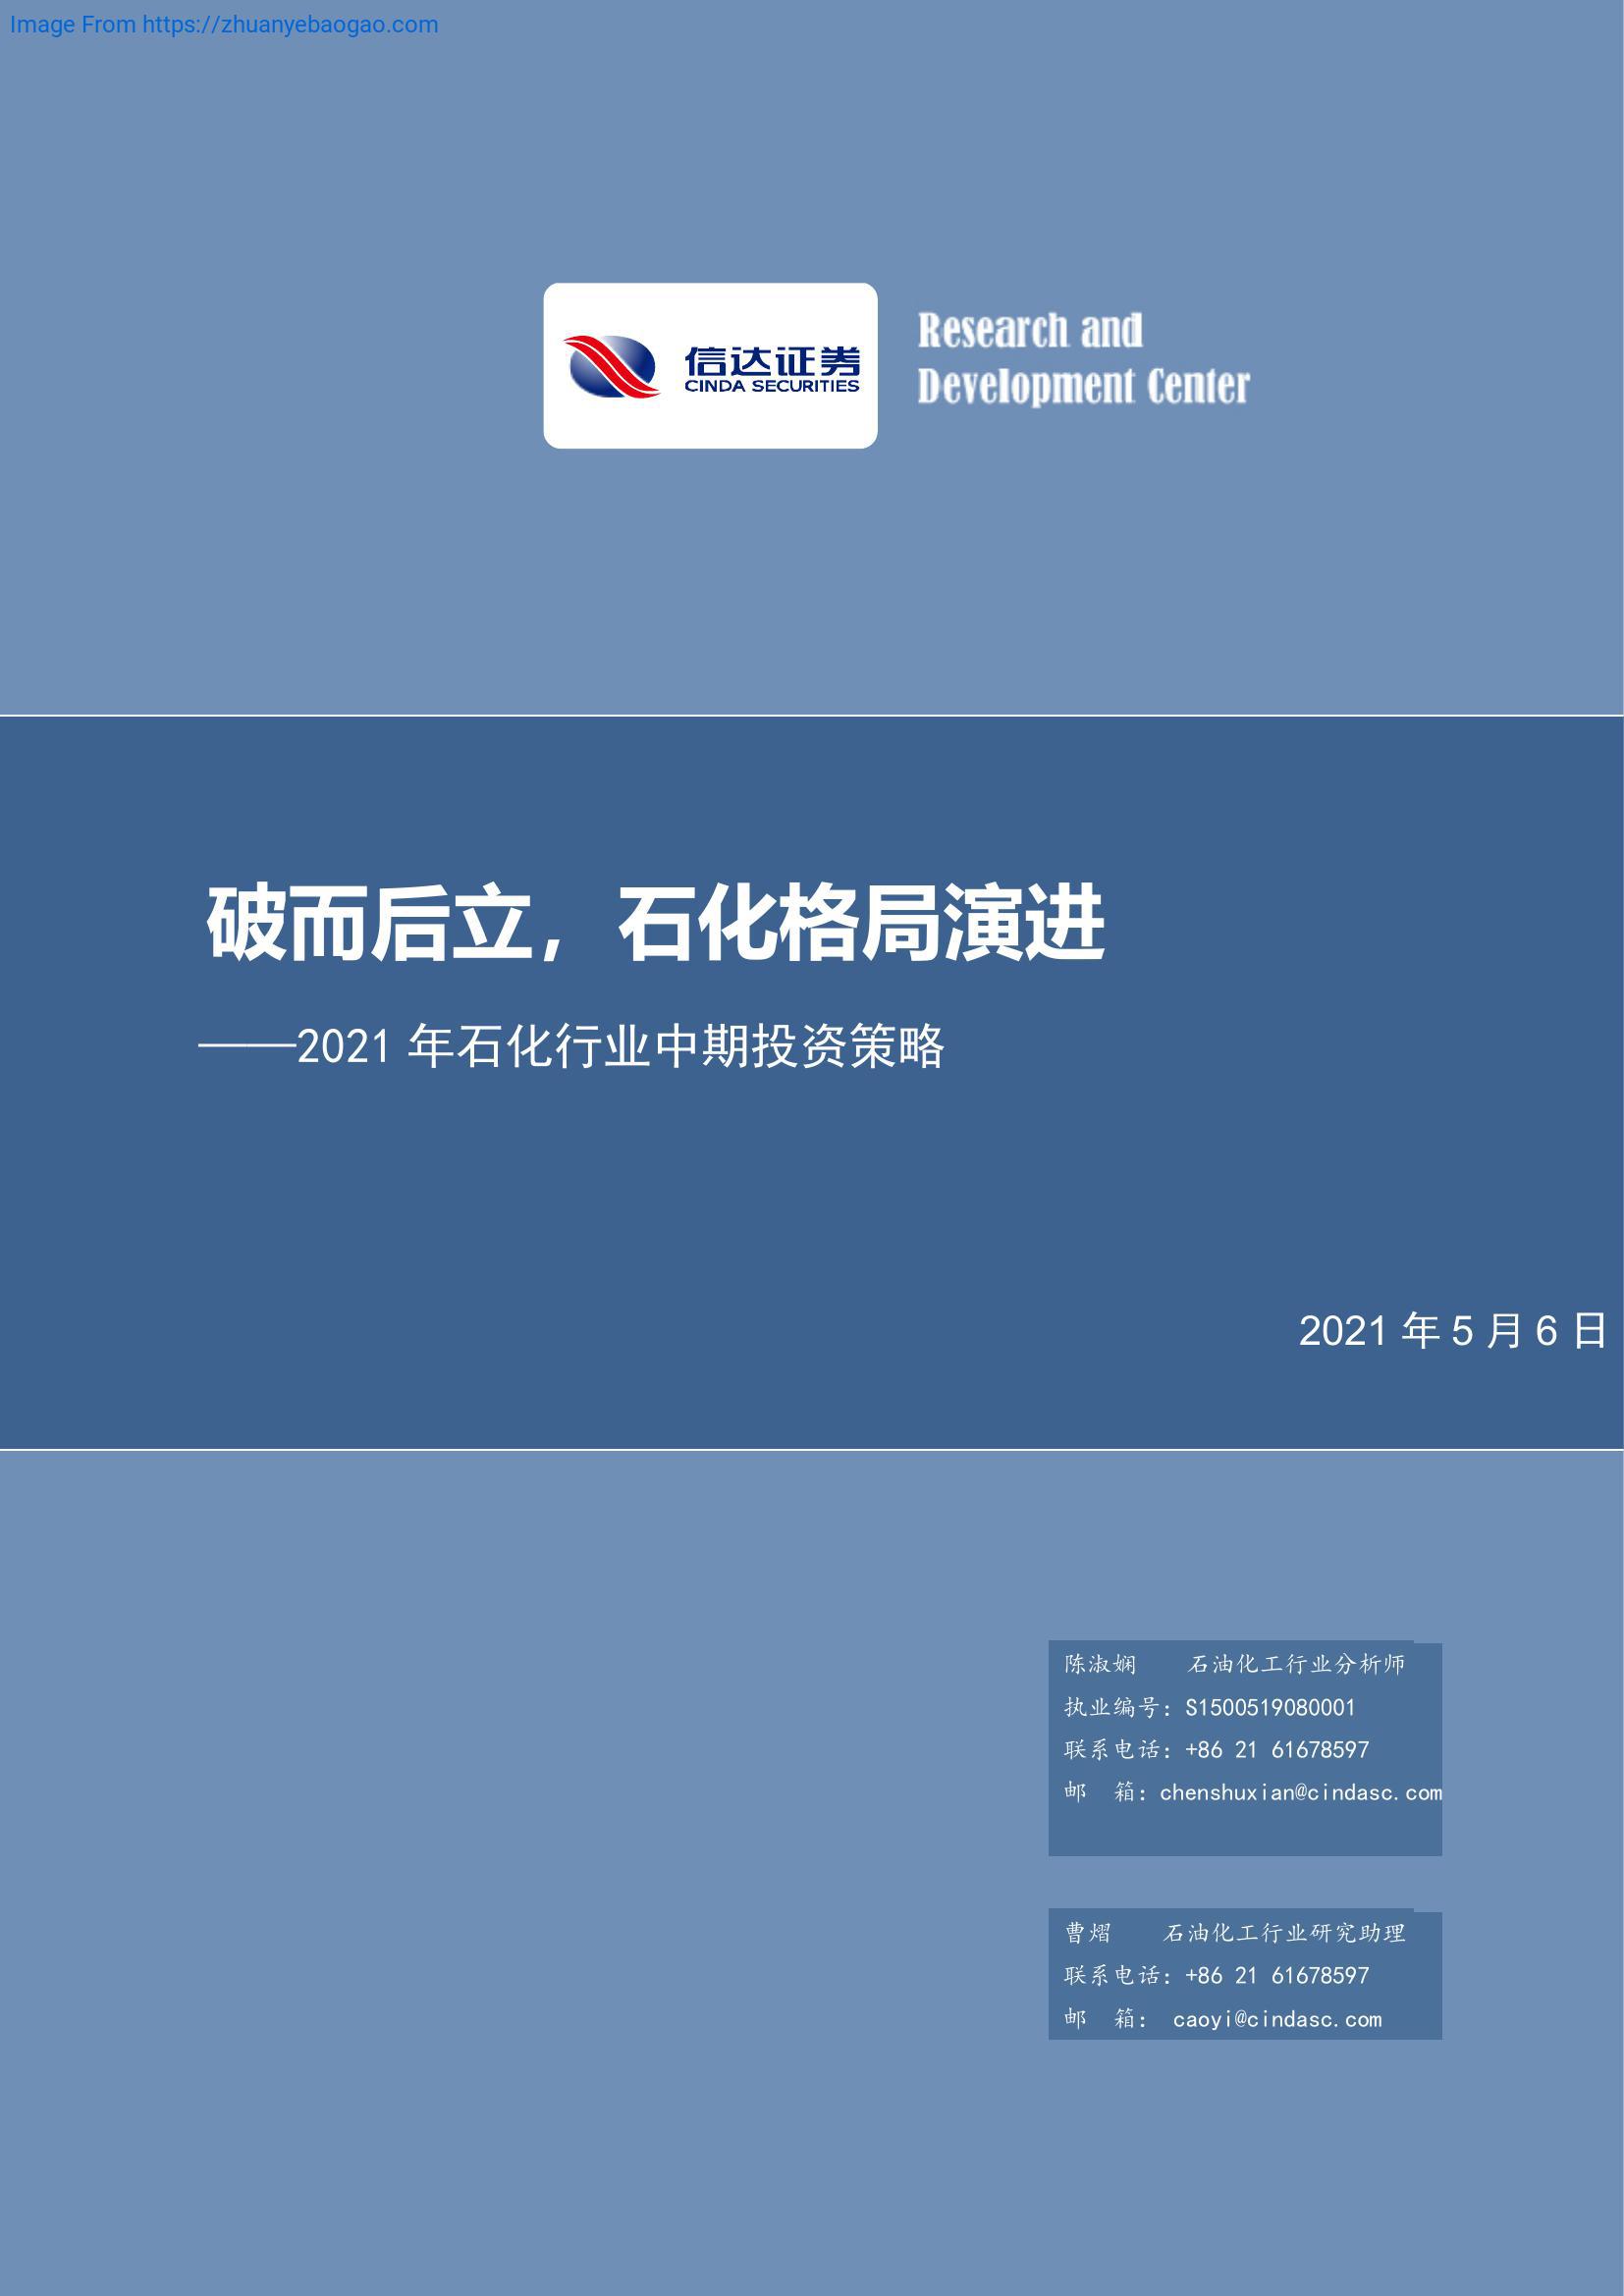 Image From https://zhuanyebaogao.com
信达证券
CINDA SECURITIES
Research and
Development Center
破而后立，石化格局演进
——2021 年石化行业中期投资策略
2021 年 5 月 6 日
陈淑娴 石油化工行业分析师
执业编号：S1500519080001
联系电话：+86 21 61678597
邮 箱：chenshuxian@cindasc.com
曹熠 石油化工行业研究助理
联系电话：+86 21 61678597
邮 箱： caoyi@cindasc.com